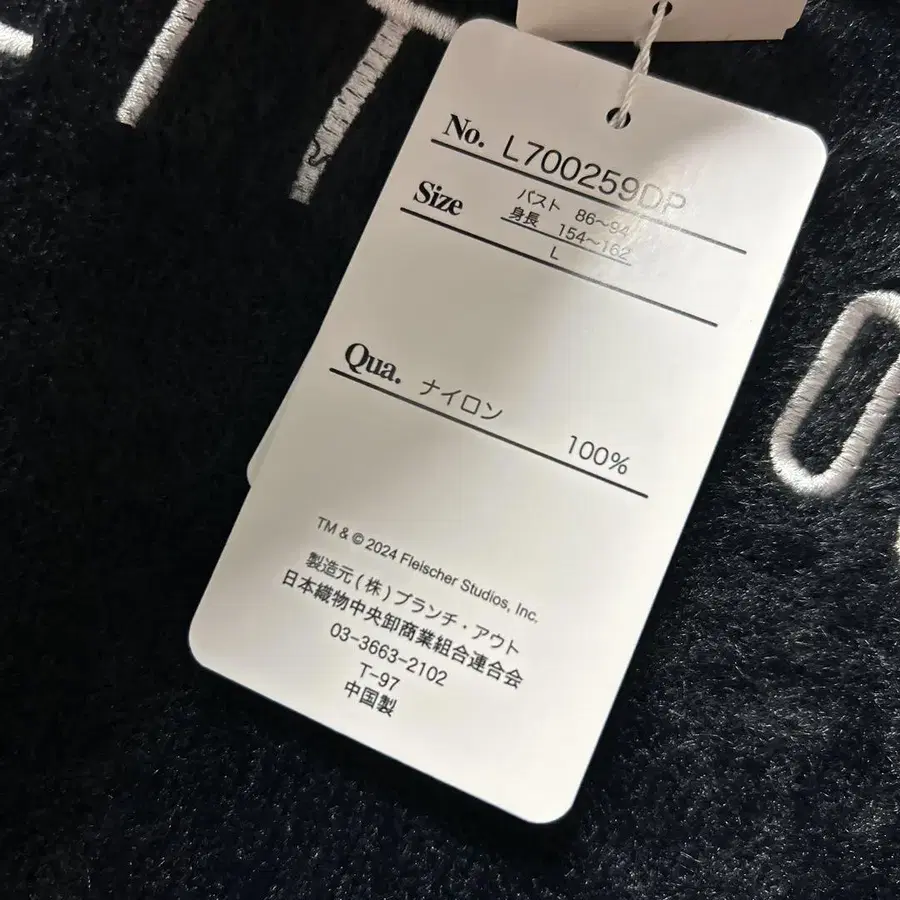 No. L700259DP
Size バスト 86～94
身長 154～162
L
Qua. ナイロン 100%
TM & © 2024 Fleischer Studios, Inc.
製造元(株)ブランチ・アウト
日本織物中央卸商業組合連合会
03-3663-2102
T-97
中国製